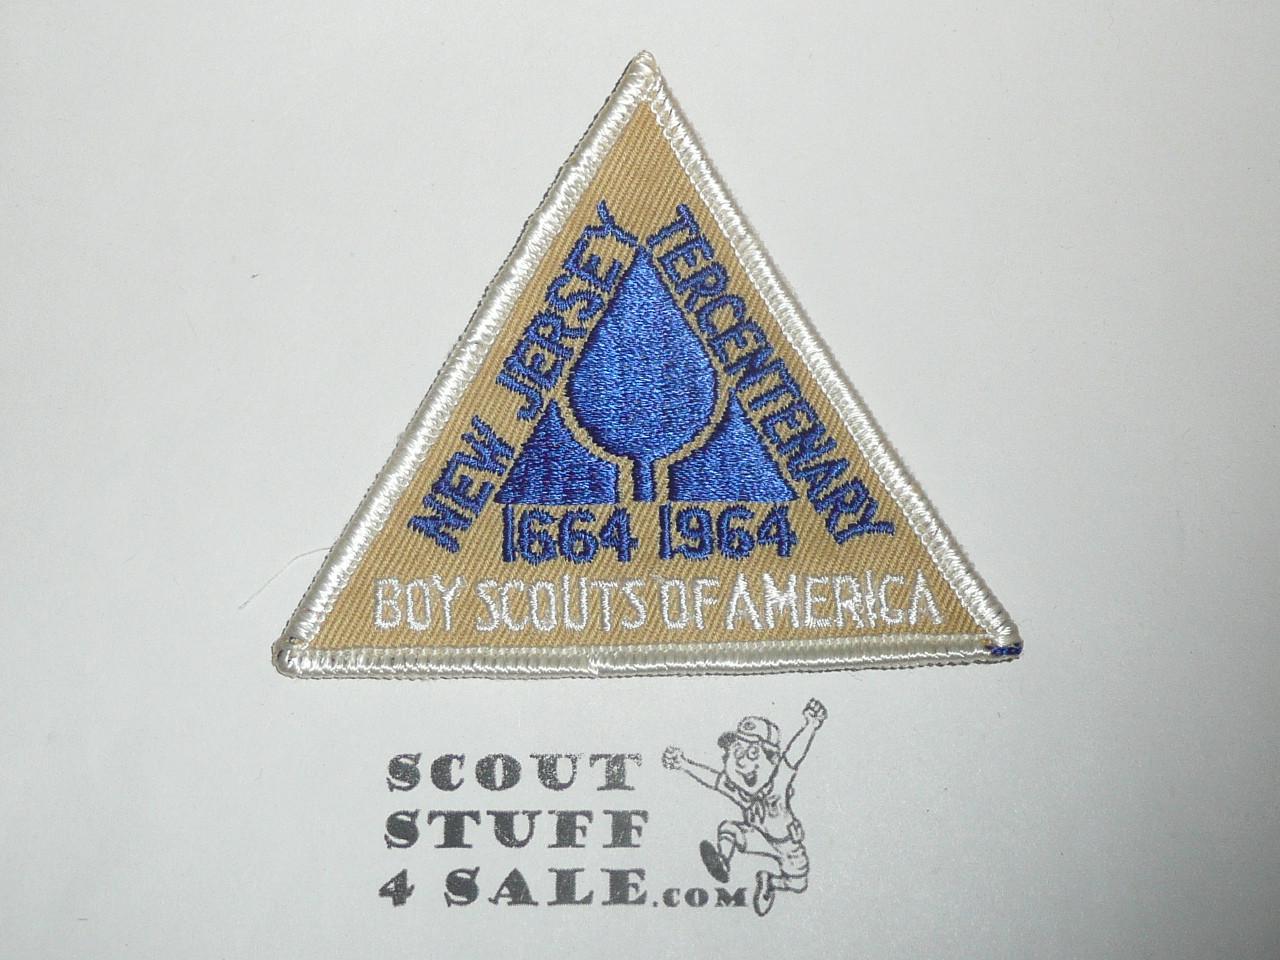 NEW JERSEY
TERCENTENARY
1664 1964
BOY SCOUTS OF AMERICA
SCOUT
STUFF
4 SALE.COM